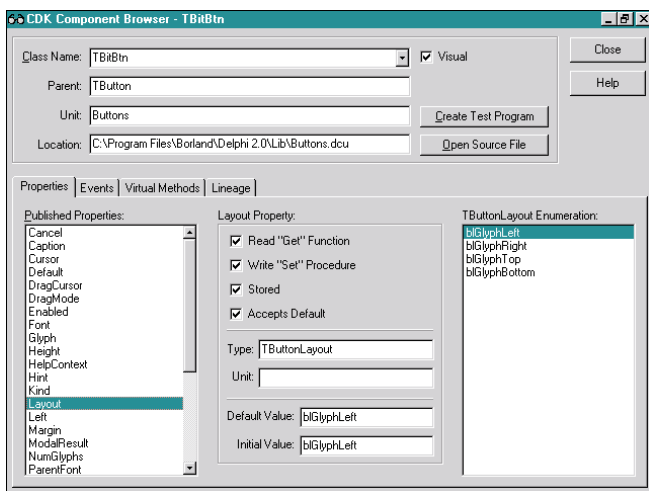 CDK Component Browser - TBitBtn
Class Name: TBitBtn
Visual
Close
Parent: TButton
Help
Unit: Buttons
Create Test Program
Location: C:\Program Files\Borland\Delphi 2.0\Lib\Buttons.dcu
Open Source File
Properties Events Virtual Methods Lineage
Published Properties:
Cancel
Caption
Cursor
Default
DragCursor
DragMode
Enabled
Font
Glyph
Height
HelpContext
Hint
Kind
Layout
Left
Margin
ModalResult
NumGlyphs
ParentFont
Layout Property:
Read "Get" Function
Write "Set" Procedure
Stored
Accepts Default
Type: TButtonLayout
Unit:
Default Value: blGlyphLeft
Initial Value: blGlyphLeft
TButtonLayout Enumeration:
blGlyphLeft
blGlyphRight
blGlyphTop
blGlyphBottom